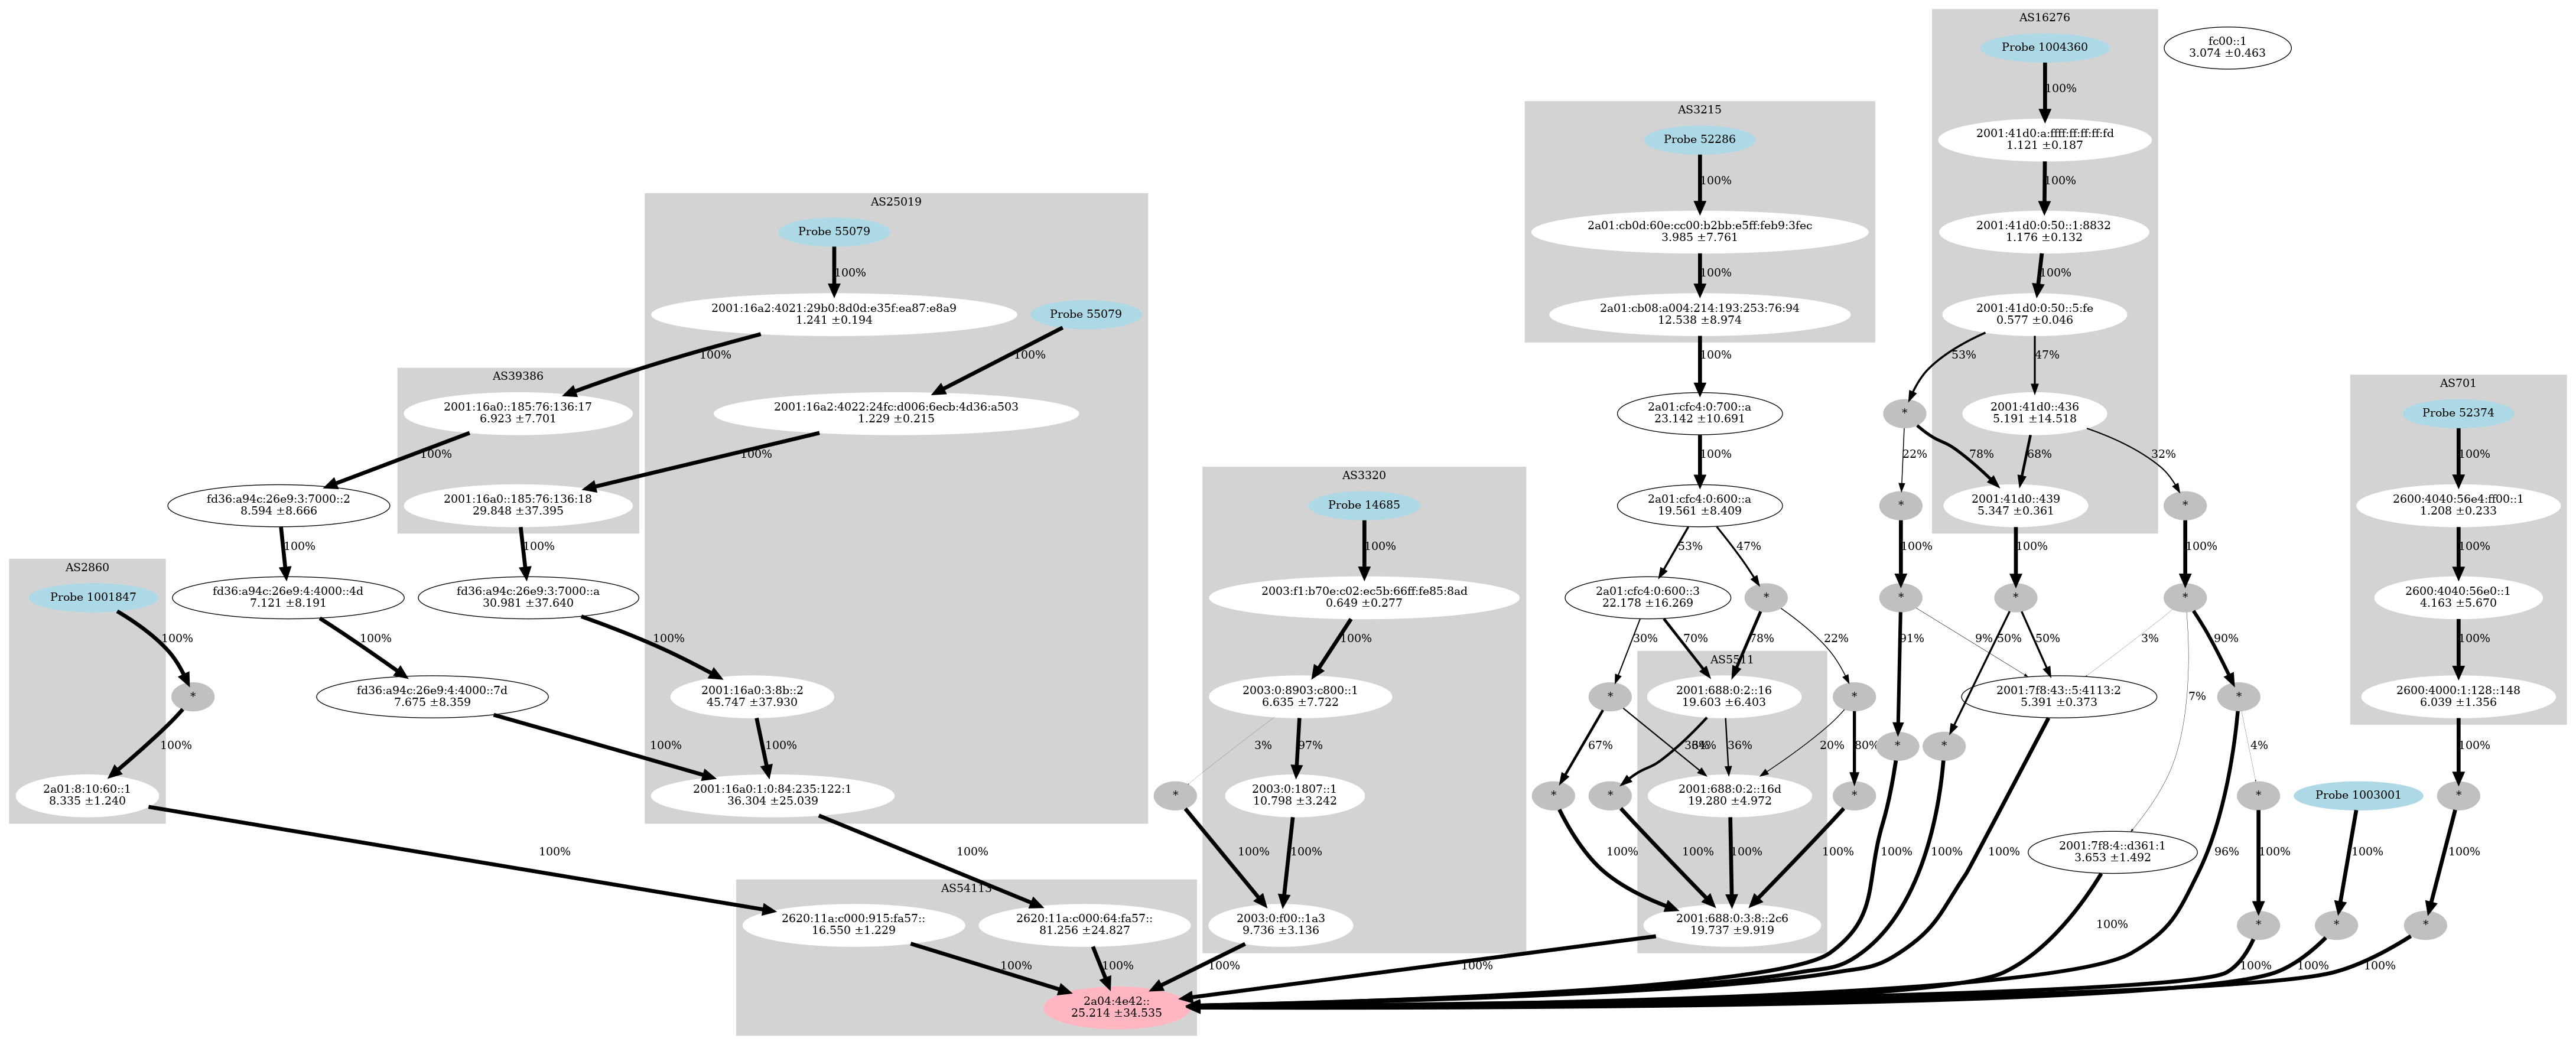 AS16276
Probe 1004360
fc00::1
3.074 ±0.463
100%
AS3215
Probe 52286
2001:41d0:a:ffff:ff:ff:ff:fd
1.121 ±0.187
100%
100%
AS25019
Probe 55079
2a01:cb0d:60e:cc00:b2bb:e5ff:feb9:3fec
3.985 ±7.761
2001:41d0:0:50::1:8832
1.176 ±0.132
100%
100%
100%
2001:16a2:4021:29b0:8d0d:e35f:ea87:e8a9
1.241 ±0.194
Probe 55079
2a01:cb08:a004:214:193:253:76:94
12.538 ±8.974
2001:41d0:0:50::5:fe
0.577 ±0.046
100%
100%
100%
53%
47%
AS39386
AS701
2001:16a0::185:76:136:17
6.923 ±7.701
2001:16a2:4022:24fc:d006:6ecb:4d36:a503
1.229 ±0.215
2a01:cfc4:0:700::a
23.142 ±10.691
*
2001:41d0::436
5.191 ±14.518
Probe 52374
100%
100%
100%
22%
78%
68%
32%
100%
AS3320
fd36:a94c:26e9:3:7000::2
8.594 ±8.666
2001:16a0::185:76:136:18
29.848 ±37.395
Probe 14685
2a01:cfc4:0:600::a
19.561 ±8.409
*
2001:41d0::439
5.347 ±0.361
*
2600:4040:56e4:ff00::1
1.208 ±0.233
100%
100%
100%
53%
47%
100%
100%
100%
100%
AS2860
Probe 1001847
fd36:a94c:26e9:4:4000::4d
7.121 ±8.191
fd36:a94c:26e9:3:7000::a
30.981 ±37.640
2003:f1:b70e:c02:ec5b:66ff:fe85:8ad
0.649 ±0.277
2a01:cfc4:0:600::3
22.178 ±16.269
*
*
*
*
2600:4040:56e0::1
4.163 ±5.670
100%
100%
100%
100%
30%
70%
78%
22%
91%
9%
50%
50%
3%
90%
100%
AS5511
*
fd36:a94c:26e9:4:4000::7d
7.675 ±8.359
2001:16a0:3:8b::2
45.747 ±37.930
2003:0:8903:c800::1
6.635 ±7.722
*
2001:688:0:2::16
19.603 ±6.403
*
2001:7f8:43::5:4113:2
5.391 ±0.373
*
2600:4000:1:128::148
6.039 ±1.356
7%
100%
100%
100%
3%
97%
67%
36%
20%
80%
4%
100%
2a01:8:10:60::1
8.335 ±1.240
2001:16a0:1:0:84:235:122:1
36.304 ±25.039
*
2003:0:1807::1
10.798 ±3.242
*
*
2001:688:0:2::16d
19.280 ±4.972
*
*
*
*
Probe 1003001
*
100%
100%
100%
100%
100%
100%
100%
100%
100%
100%
100%
2001:7f8:4::d361:1
3.653 ±1.492
96%
100%
100%
100%
AS54113
2620:11a:c000:915:fa57::
16.550 ±1.229
2620:11a:c000:64:fa57::
81.256 ±24.827
2003:0:f00::1a3
9.736 ±3.136
2001:688:0:3:8::2c6
19.737 ±9.919
100%
*
*
*
100%
100%
100%
100%
100%
100%
100%
2a04:4e42::
25.214 ±34.535